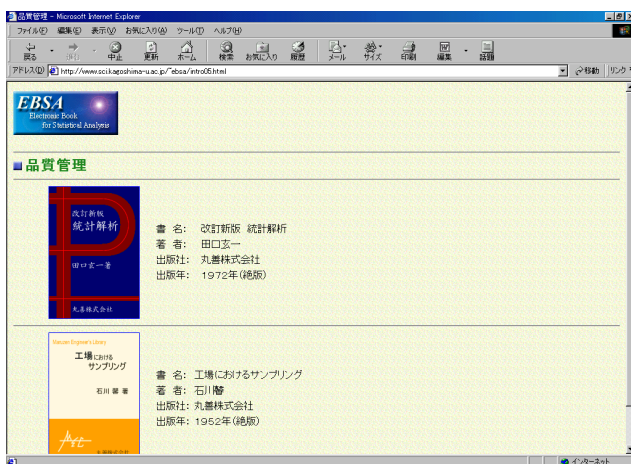 品質管理 - Microsoft Internet Explorer
ファイル(F) 編集(E) 表示(V) お気に入り(A) ツール(T) ヘルプ(H)
戻る 進む 中止 更新 ホーム 検索 お気に入り 履歴 メール サイズ 印刷 編集 話題
アドレス(D) http://www.sci.kagoshima-u.ac.jp/~ebsa/intro05.html 移動 リンク
EBSA
Electronic Book
for Statistical Analysis
品質管理
改訂新版
統計解析
田口玄一著
丸善株式会社
書 名: 改訂新版 統計解析
著 者: 田口玄一
出版社: 丸善株式会社
出版年: 1972年(絶版)
Maruzen Engineer's Library
工場における
サンプリング
石川 馨 著
丸善株式会社
書 名: 工場におけるサンプリング
著 者: 石川馨
出版社: 丸善株式会社
出版年: 1952年(絶版)
インターネット